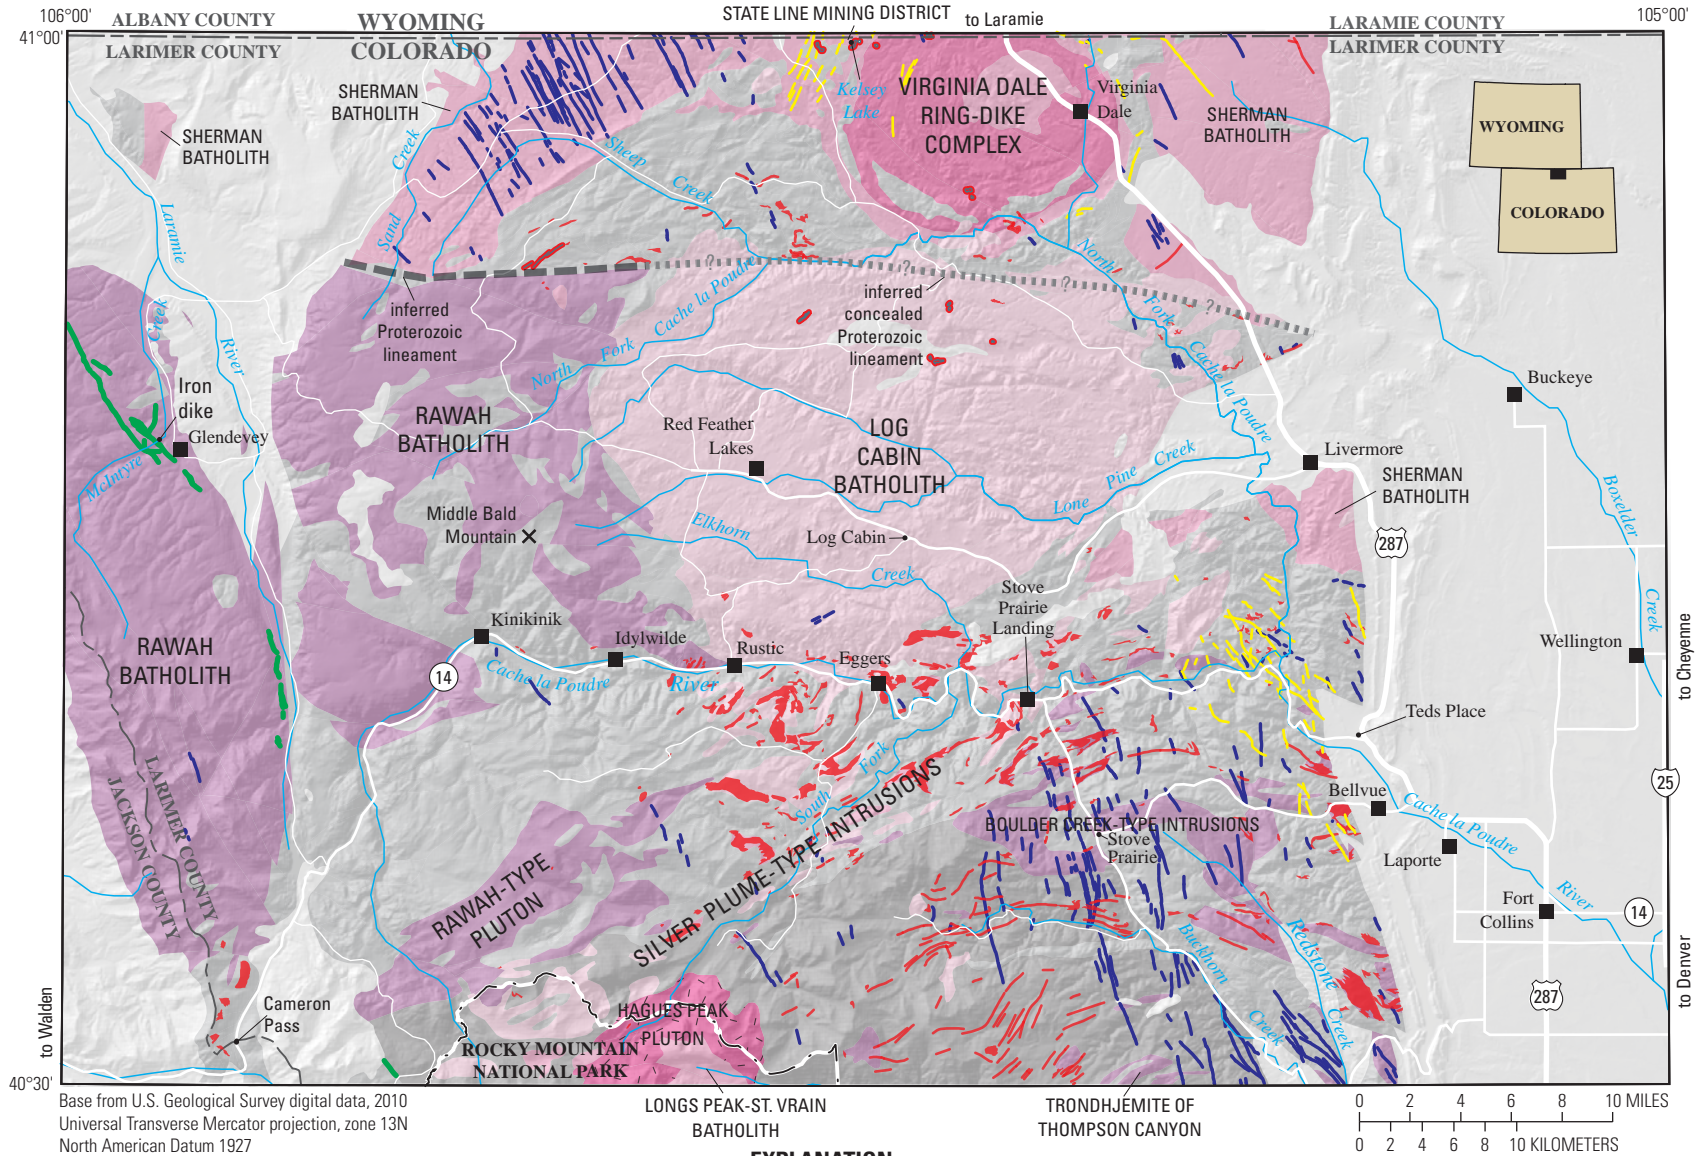 106°00'
ALBANY COUNTY
WYOMING
STATE LINE MINING DISTRICT
to Laramie
LARAMIE COUNTY
105°00'
41°00'
LARIMER COUNTY
COLORADO
LARIMER COUNTY
SHERMAN
BATHOLITH
SHERMAN
BATHOLITH
Kelsey
Lake
VIRGINIA DALE
RING-DIKE
COMPLEX
Virginia
Dale
SHERMAN
BATHOLITH
WYOMING
COLORADO
Sand
Creek
Sheep
Creek
Laramie
River
Creek
inferred
Proterozoic
lineament
North
Fork
Cache la Poudre
?
?
?
?
inferred
concealed
Proterozoic
lineament
North
Fork
Cache la Poudre
Iron
dike
Glendevey
McIntyre
RAWAH
BATHOLITH
Red Feather
Lakes
LOG
CABIN
BATHOLITH
Lone
Pine
Creek
Buckeye
Livermore
SHERMAN
BATHOLITH
Boxelder
Creek
287
Middle Bald
Mountain
Elkhorn
Creek
Log Cabin
Stove
Prairie
Landing
Kinikinik
Idylwilde
Rustic
Eggers
Wellington
to Cheyenne
RAWAH
BATHOLITH
14
Cache la Poudre
River
Teds Place
LARIMER COUNTY
JACKSON COUNTY
South
Fork
25
Bellvue
Cache la Poudre
River
BOULDER CREEK-TYPE INTRUSIONS
Stove
Prairie
Laporte
RAWAH-TYPE
PLUTON
SILVER PLUME-TYPE INTRUSIONS
Fort
Collins
14
Buckhorn
Creek
Redstone
Creek
to Walden
Cameron
Pass
HAGUES PEAK
PLUTON
ROCKY MOUNTAIN
NATIONAL PARK
287
to Denver
40°30'
Base from U.S. Geological Survey digital data, 2010
Universal Transverse Mercator projection, zone 13N
North American Datum 1927
LONGS PEAK-ST. VRAIN
BATHOLITH
TRONDHJEMITE OF
THOMPSON CANYON
0 2 4 6 8 10 MILES
0 2 4 6 8 10 KILOMETERS
EXPLANATION